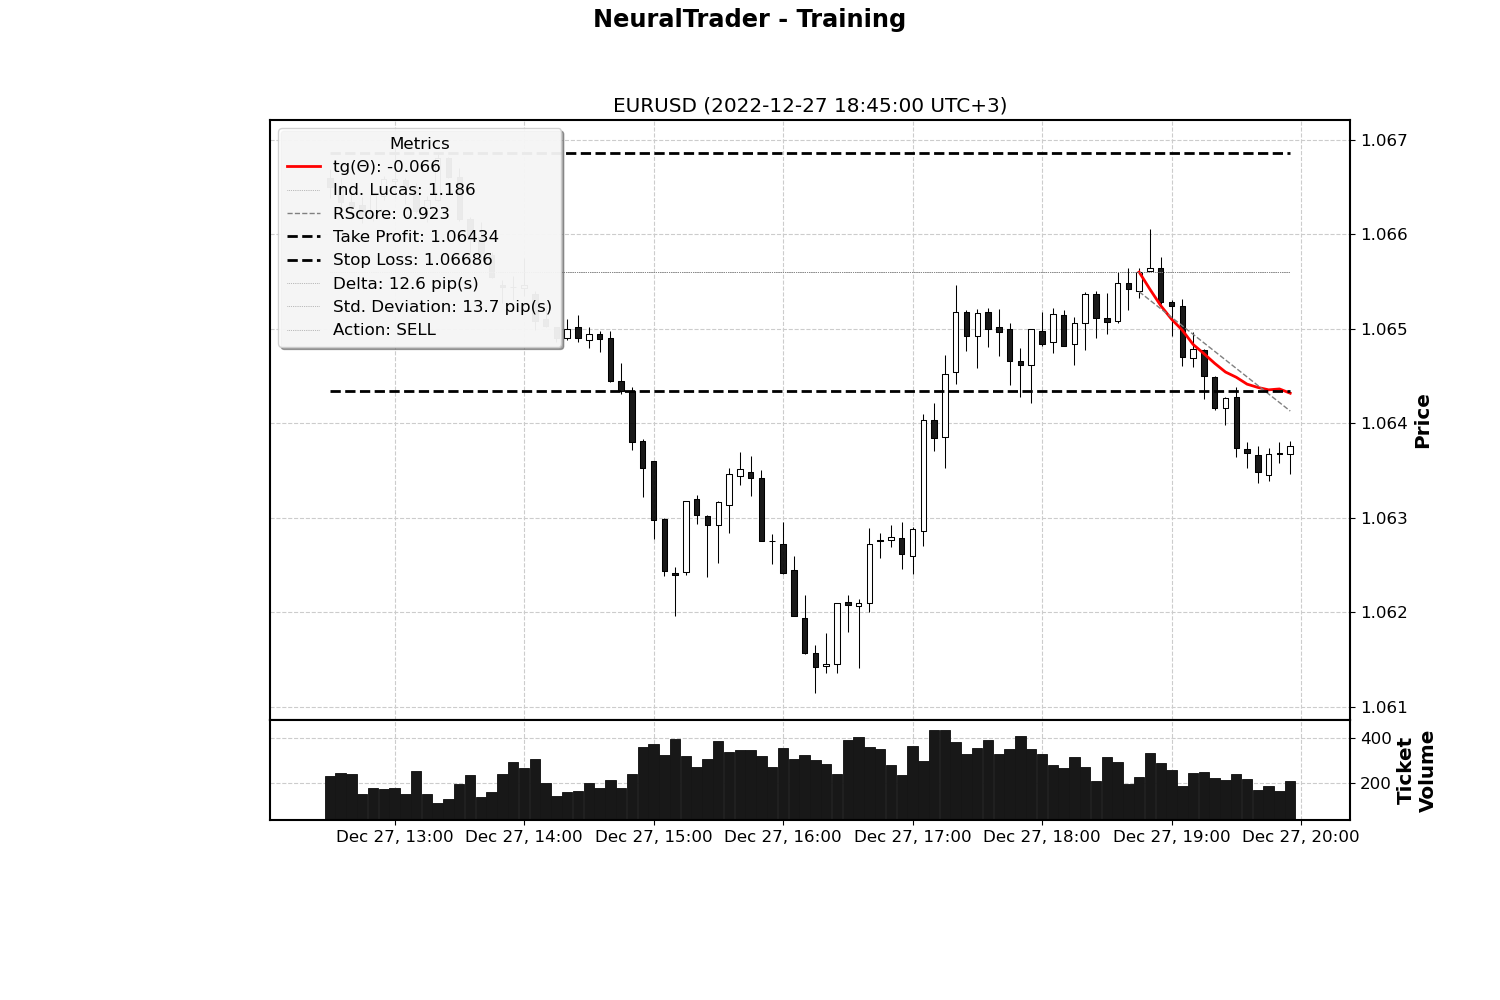 NeuralTrader - Training
EURUSD (2022-12-27 18:45:00 UTC+3)
Metrics
tg(Θ): -0.066
Ind. Lucas: 1.186
RScore: 0.923
Take Profit: 1.06434
Stop Loss: 1.06686
Delta: 12.6 pip(s)
Std. Deviation: 13.7 pip(s)
Action: SELL
1.067
1.066
1.065
1.064
1.063
1.062
1.061
Price
400
200
Ticket
Volume
Dec 27, 13:00
Dec 27, 14:00
Dec 27, 15:00
Dec 27, 16:00
Dec 27, 17:00
Dec 27, 18:00
Dec 27, 19:00
Dec 27, 20:00